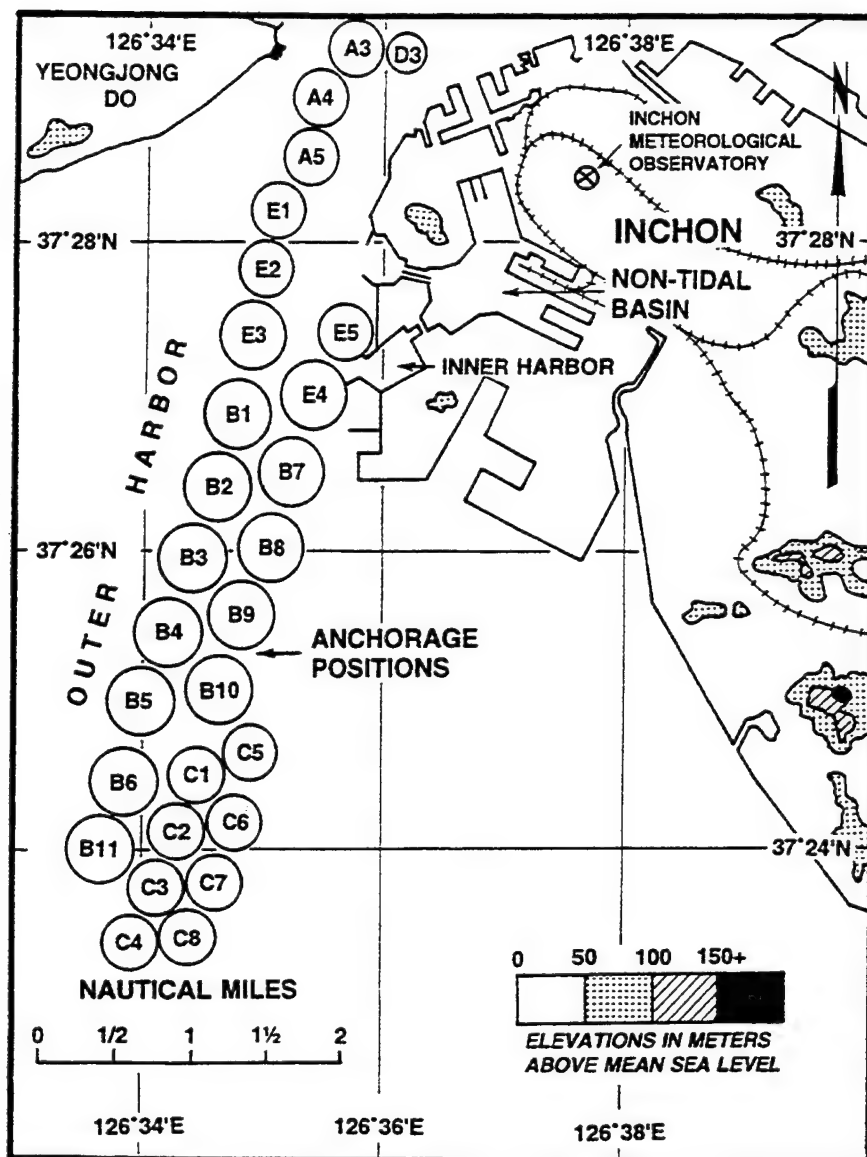 126°34'E
A3
D3
126°38'E
YEONGJONG
DO
A4
INCHON
METEOROLOGICAL
OBSERVATORY
N
A5
E1
37°28'N
INCHON
37°28'N
E2
NON-TIDAL
BASIN
E3
E5
INNER HARBOR
E4
B1
OUTER HARBOR
B7
B2
37°26'N
B3
B8
B9
B4
ANCHORAGE
POSITIONS
B10
B5
C5
C1
B6
C6
C2
B11
37°24'N
C3
C7
C4
C8
NAUTICAL MILES
0 1/2 1 1½ 2
0 50 100 150+
ELEVATIONS IN METERS
ABOVE MEAN SEA LEVEL
126°34'E
126°36'E
126°38'E